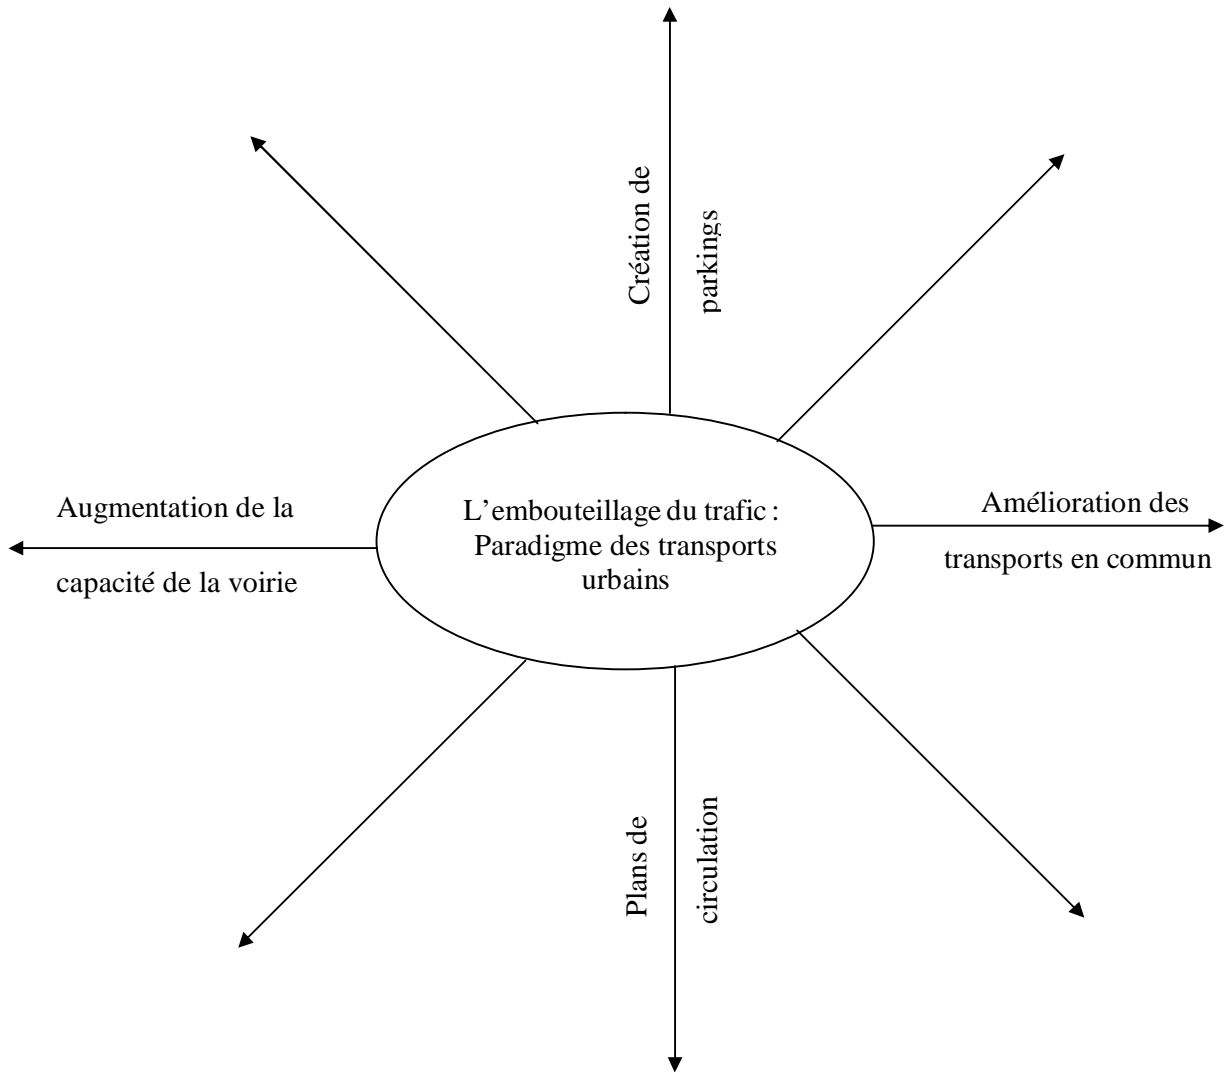 Création de
parkings
Augmentation de la
capacité de la voirie
L’embouteillage du trafic :
Paradigme des transports
urbains
Amélioration des
transports en commun
Plans de
circulation